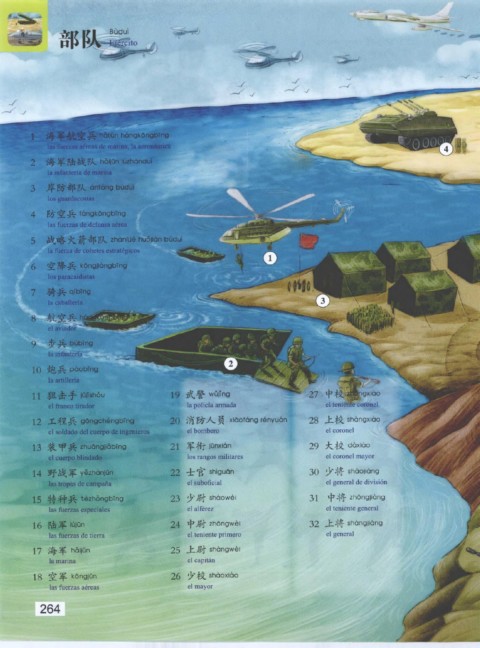 部队 Bùduì
Ejército
1 海军航空兵 hǎijūn hángkōngbīng
2 海军陆战队 hǎijūn lùzhànduì
la infantería de marina
3 岸防部队 ànfáng bùduì
los guardacostas
4 防空兵 fángkōngbīng
las fuerzas de defensa aérea
5 战略火箭部队 zhànlüè huǒjiàn bùduì
la fuerza de misiles estratégicos
6 空降兵 kōngjiàngbīng
los paracaidistas
7 骑兵 qíbīng
la caballería
8 航空兵
el aviador
9 步兵 bùbīng
la infantería
10 炮兵 pàobīng
la artillería
11 狙击手 jūjīshǒu
el francotirador
12 工程兵 gōngchéngbīng
el soldado del cuerpo de ingenieros
13 装甲兵 zhuāngjiǎbīng
el cuerpo blindado
14 野战军 yězhànjūn
las tropas de campaña
15 特种兵 tèzhǒngbīng
las fuerzas especiales
16 陆军 lùjūn
las fuerzas de tierra
17 海军 hǎijūn
la marina
18 空军 kōngjūn
las fuerzas aéreas
19 武警 wǔjǐng
la policía armada
20 消防人员 xiāofáng rényuán
el bombero
21 军衔 jūnxián
los rangos militares
22 士官 shìguān
el suboficial
23 少尉 shàowèi
el alférez
24 中尉 zhōngwèi
el teniente primero
25 上尉 shàngwèi
el capitán
26 少校 shàoxiào
el mayor
27 中校 zhōngxiào
el teniente coronel
28 上校 shàngxiào
el coronel
29 大校 dàxiào
el coronel mayor
30 少将 shàojiàng
el general de división
31 中将 zhōngjiàng
el teniente general
32 上将 shàngjiàng
el general
1
2
3
4
264